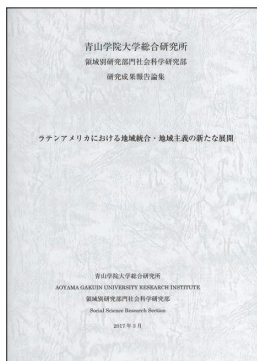 青山学院大学総合研究所
領域別研究部門社会科学研究部
研究成果報告論集
ラテンアメリカにおける地域統合・地域主義の新たな展開
青山学院大学総合研究所
AOYAMA GAKUIN UNIVERSITY RESEARCH INSTITUTE
領域別研究部門社会科学研究部
Social Science Research Section
2017年3月